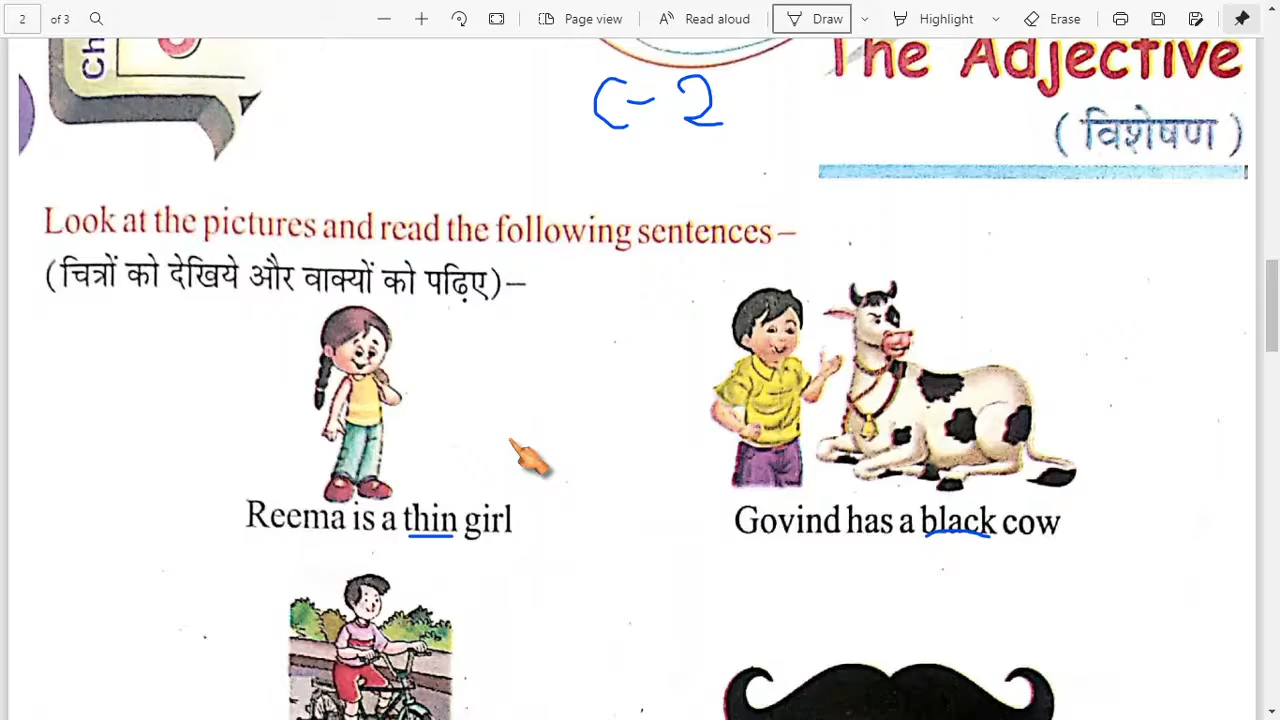 2 of 3 Page view Read aloud Draw Highlight Erase
Ch
The Adjective
C-2
( विशेषण )
Look at the pictures and read the following sentences –
(चित्रों को देखिये और वाक्यों को पढ़िए)–
Reema is a thin girl
Govind has a black cow